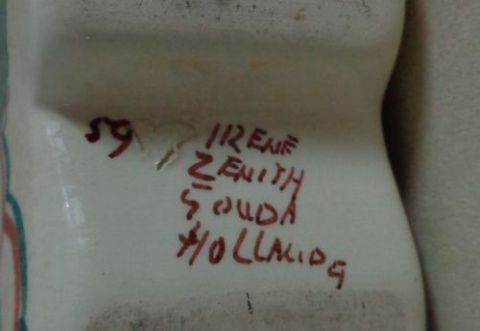 59 IRENE
ZENITH
GOUDA
HOLLAND G